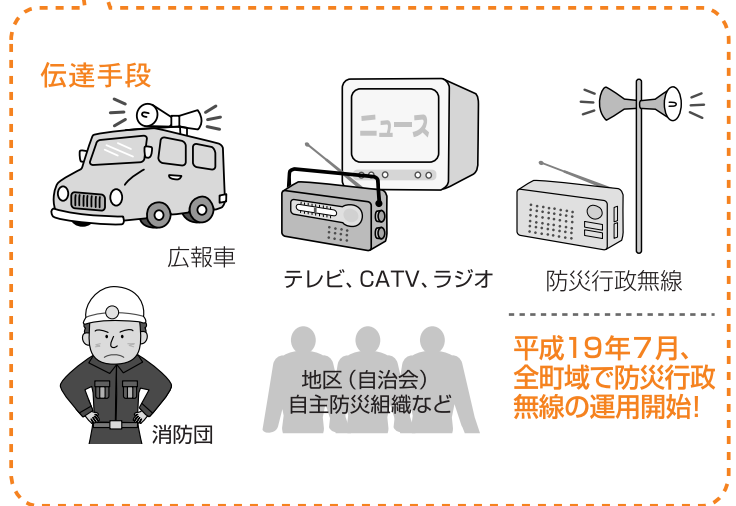 伝達手段
ニュース
広報車
テレビ、CATV、ラジオ
防災行政無線
消防団
地区（自治会）
自主防災組織など
平成19年7月、
全町域で防災行政
無線の運用開始!